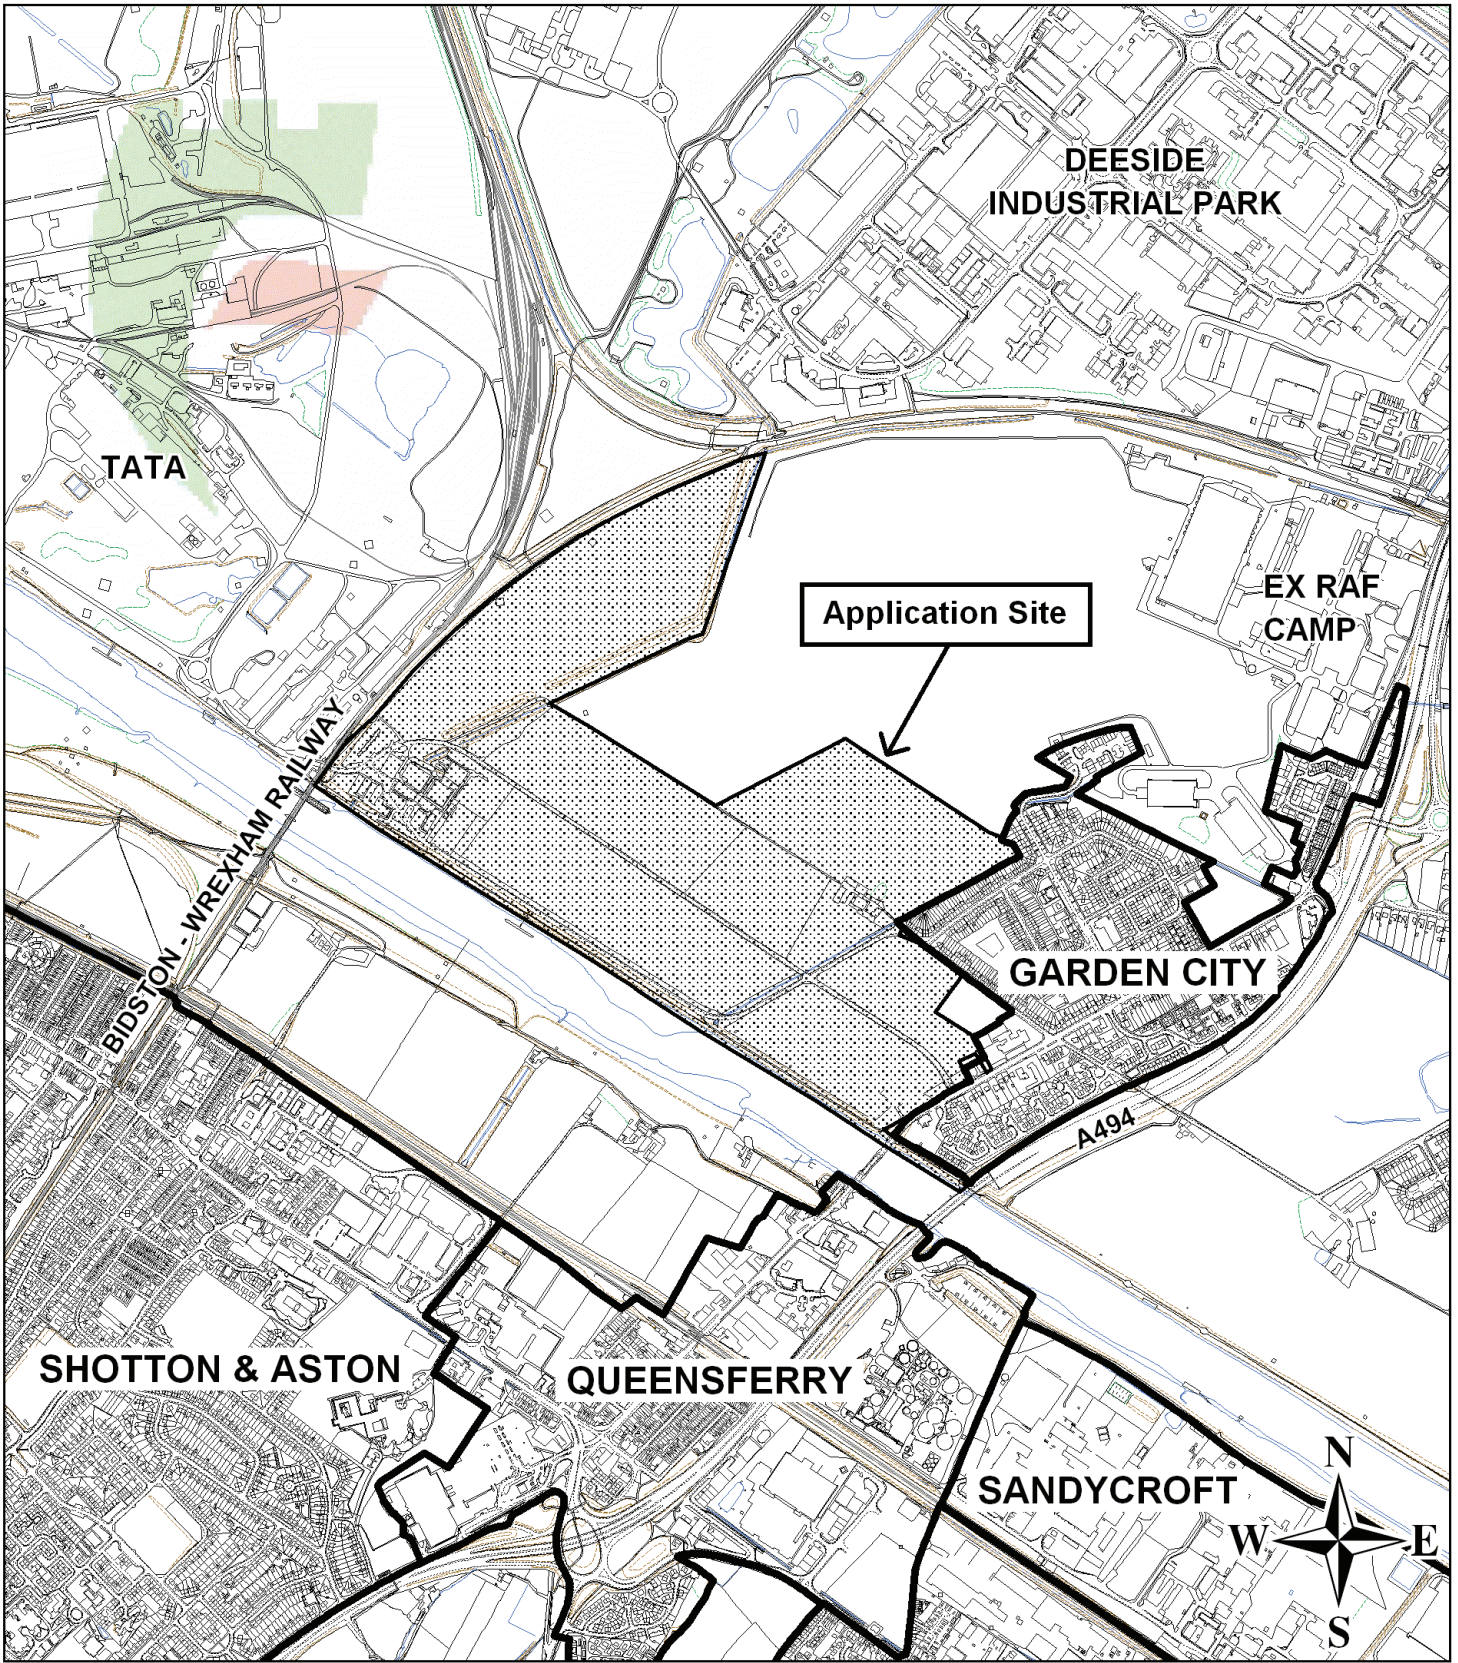 DEESIDE
INDUSTRIAL PARK
TATA
EX RAF
CAMP
Application Site
BIDSTON - WREXHAM RAILWAY
GARDEN CITY
A494
SHOTTON & ASTON
QUEENSFERRY
SANDYCROFT
N
W
E
S